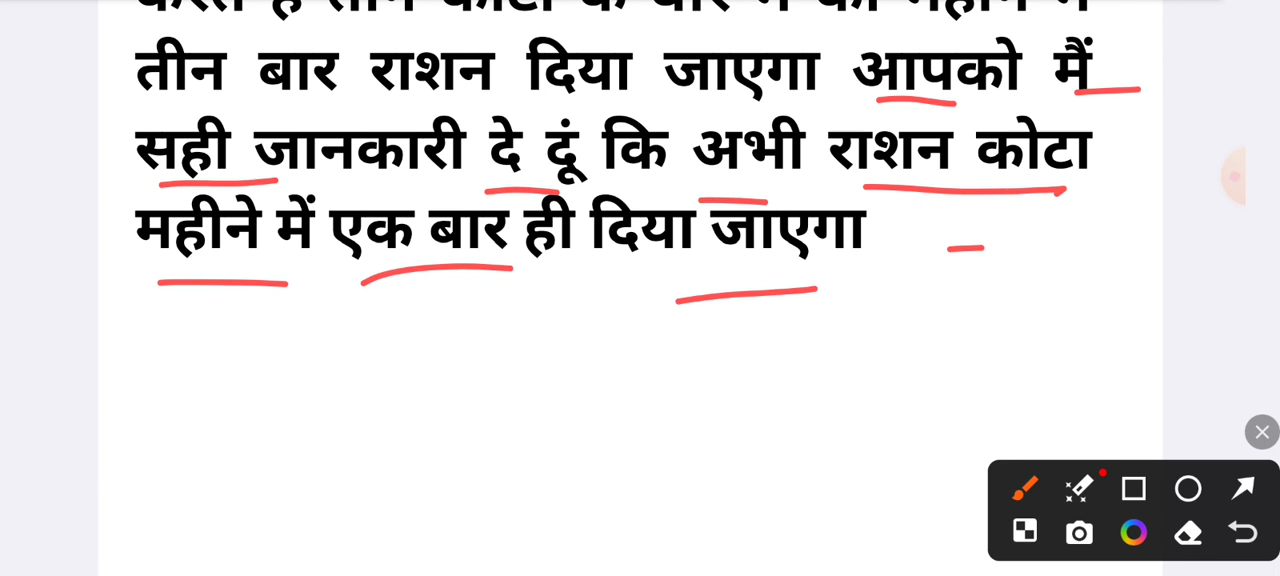 तीन बार राशन दिया जाएगा आपको मैं
सही जानकारी दे दूं कि अभी राशन कोटा
महीने में एक बार ही दिया जाएगा